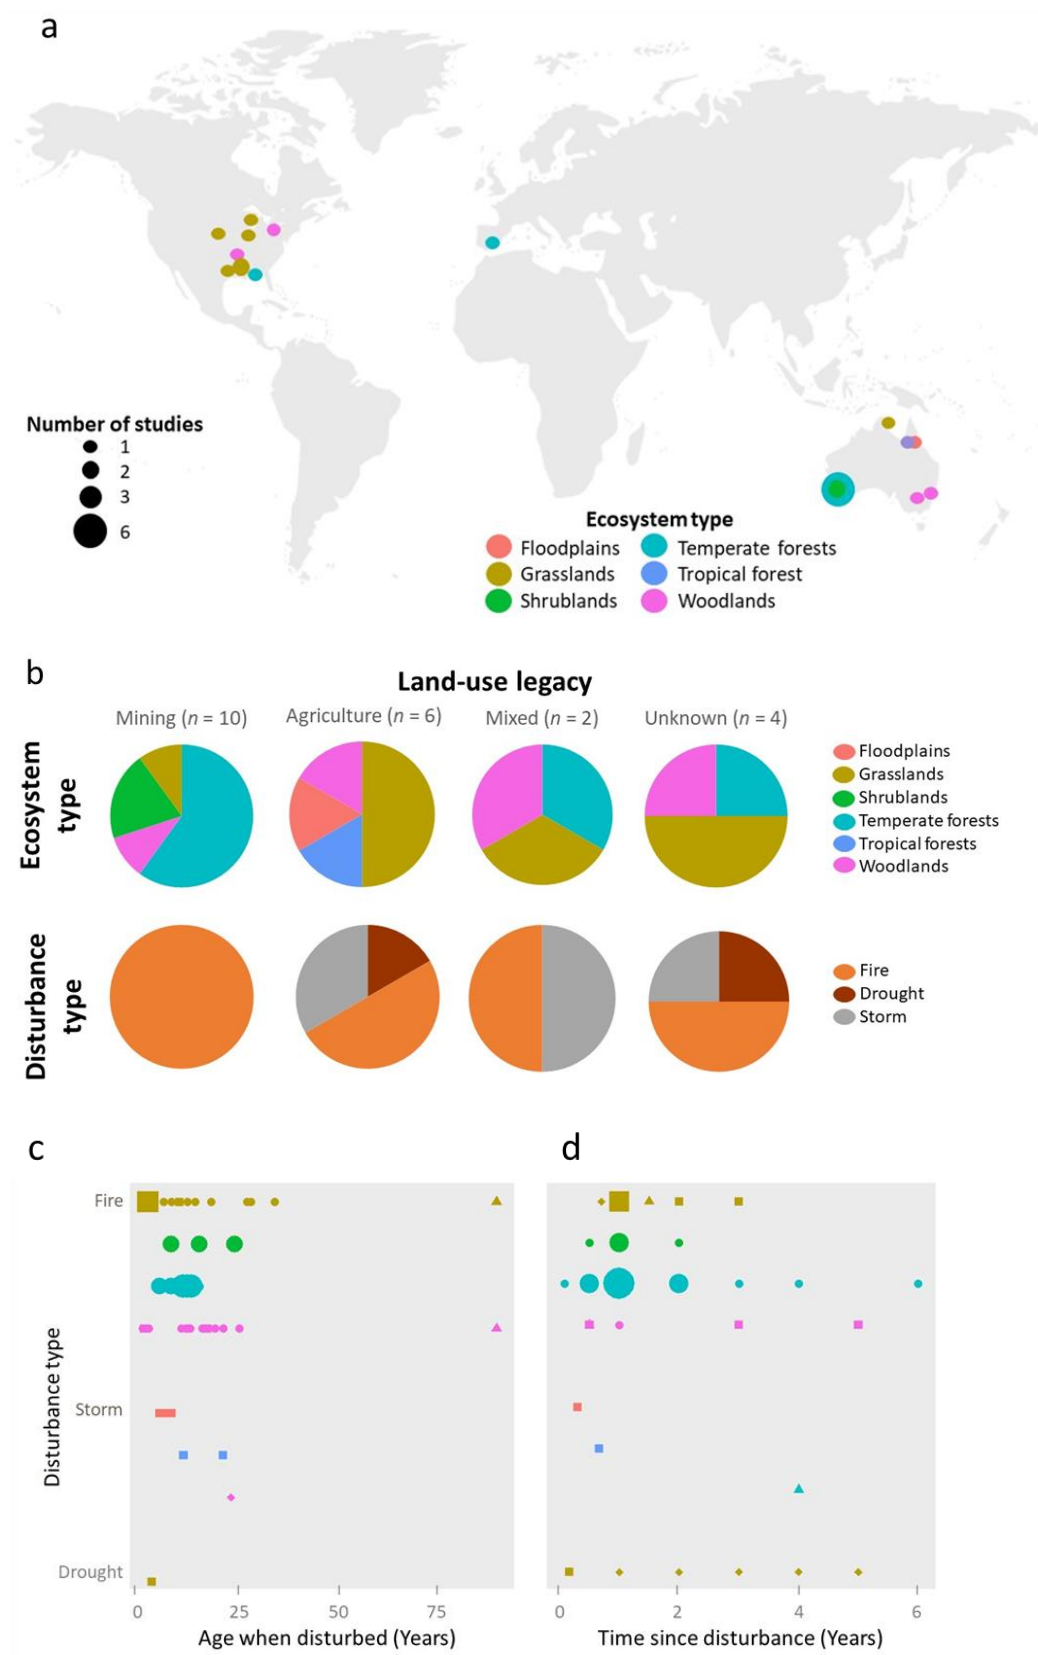 a
Number of studies
1
2
3
6
Ecosystem type
Floodplains
Temperate forests
Grasslands
Tropical forest
Shrublands
Woodlands
b
Land-use legacy
Mining (n = 10)
Agriculture (n = 6)
Mixed (n = 2)
Unknown (n = 4)
Ecosystem
type
Floodplains
Grasslands
Shrublands
Temperate forests
Tropical forests
Woodlands
Disturbance
type
Fire
Drought
Storm
c
d
Fire
Storm
Drought
Disturbance type
0
25
50
75
0
2
4
6
Age when disturbed (Years)
Time since disturbance (Years)